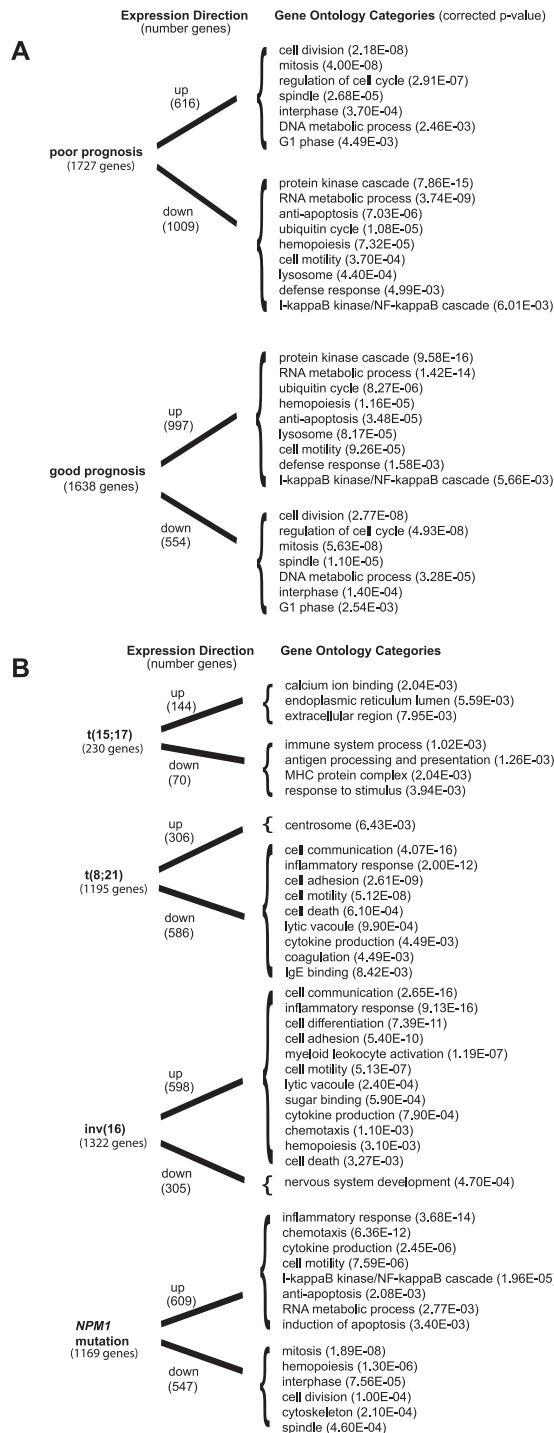 Expression Direction
(number genes)
Gene Ontology Categories (corrected p-value)
A
poor prognosis
(1727 genes)
up
(616)
cell division (2.18E-08)
mitosis (4.00E-08)
regulation of cell cycle (2.91E-07)
spindle (2.68E-05)
interphase (3.70E-04)
DNA metabolic process (2.46E-03)
G1 phase (4.49E-03)
down
(1009)
protein kinase cascade (7.86E-15)
RNA metabolic process (3.74E-09)
anti-apoptosis (7.03E-06)
ubiquitin cycle (1.08E-05)
hemopoiesis (7.32E-05)
cell motility (3.70E-04)
lysosome (4.40E-04)
defense response (4.99E-03)
I-kappaB kinase/NF-kappaB cascade (6.01E-03)
good prognosis
(1638 genes)
up
(997)
protein kinase cascade (9.58E-16)
RNA metabolic process (1.42E-14)
ubiquitin cycle (8.27E-06)
hemopoiesis (1.16E-05)
anti-apoptosis (3.48E-05)
lysosome (8.17E-05)
cell motility (9.26E-05)
defense response (1.58E-03)
I-kappaB kinase/NF-kappaB cascade (5.66E-03)
down
(554)
cell division (2.77E-08)
regulation of cell cycle (4.93E-08)
mitosis (5.63E-08)
spindle (1.10E-05)
DNA metabolic process (3.28E-05)
interphase (1.40E-04)
G1 phase (2.54E-03)
B
Expression Direction
(number genes)
Gene Ontology Categories
t(15;17)
(230 genes)
up
(144)
calcium ion binding (2.04E-03)
endoplasmic reticulum lumen (5.59E-03)
extracellular region (7.95E-03)
down
(70)
immune system process (1.02E-03)
antigen processing and presentation (1.26E-03)
MHC protein complex (2.04E-03)
response to stimulus (3.94E-03)
t(8;21)
(1195 genes)
up
(306)
centrosome (6.43E-03)
down
(586)
cell communication (4.07E-16)
inflammatory response (2.00E-12)
cell adhesion (2.61E-09)
cell motility (5.12E-08)
cell death (6.10E-04)
lytic vacoule (9.90E-04)
cytokine production (4.49E-03)
coagulation (4.49E-03)
IgE binding (8.42E-03)
inv(16)
(1322 genes)
up
(598)
cell communication (2.65E-16)
inflammatory response (9.13E-16)
cell differentiation (7.39E-11)
cell adhesion (5.40E-10)
myeloid leukocyte activation (1.19E-07)
cell motility (5.13E-07)
lytic vacoule (2.40E-04)
sugar binding (5.90E-04)
cytokine production (7.90E-04)
chemotaxis (1.10E-03)
hemopoiesis (3.10E-03)
cell death (3.27E-03)
down
(305)
nervous system development (4.70E-04)
NPM1
mutation
(1169 genes)
up
(609)
inflammatory response (3.68E-14)
chemotaxis (6.36E-12)
cytokine production (2.45E-06)
cell motility (7.59E-06)
I-kappaB kinase/NF-kappaB cascade (1.96E-05)
anti-apoptosis (2.08E-03)
RNA metabolic process (2.77E-03)
induction of apoptosis (3.40E-03)
down
(547)
mitosis (1.89E-08)
hemopoiesis (1.30E-06)
interphase (7.56E-05)
cell division (1.00E-04)
cytoskeleton (2.10E-04)
spindle (4.60E-04)